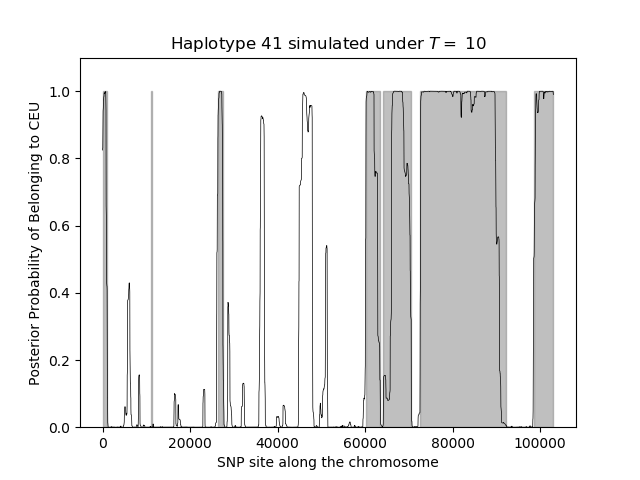 Haplotype 41 simulated under T = 10
Posterior Probability of Belonging to CEU
1.0
0.8
0.6
0.4
0.2
0.0
0 20000 40000 60000 80000 100000
SNP site along the chromosome